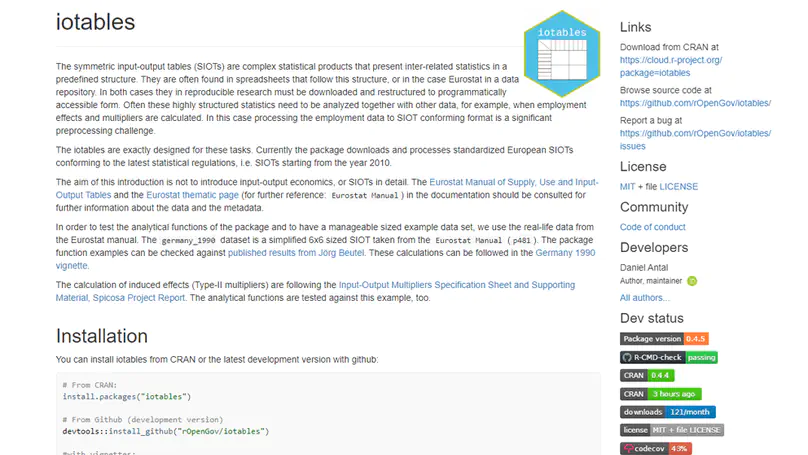 iotables
iotables
The symmetric input-output tables (SIOTs) are complex statistical products that present inter-related statistics in a
predefined structure. They are often found in spreadsheets that follow this structure, or in the case Eurostat in a data
repository. In both cases they in reproducible research must be downloaded and restructured to programmatically
accessible form. Often these highly structured statistics need to be analyzed together with other data, for example, when employment
effects and multipliers are calculated. In this case processing the employment data to SIOT conforming format is a significant
preprocessing challenge.
The iotables are exactly designed for these tasks. Currently the package downloads and processes standardized European SIOTs
conforming to the latest statistical regulations, i.e. SIOTs starting from the year 2010.
The aim of this introduction is not to introduce input-output economics, or SIOTs in detail. The Eurostat Manual of Supply, Use and Input-
Output Tables and the Eurostat thematic page (for further reference: Eurostat Manual) in the documentation should be consulted for
further information about the data and the metadata.
In order to test the analytical functions of the package and to have a manageable sized example data set, we use the real-life data from
the Eurostat manual. The germany_1990 dataset is a simplified 6x6 sized SIOT taken from the Eurostat Manual (p481). The package
function examples can be checked against published results from Jörg Beutel. These calculations can be followed in the Germany 1990
vignette.
The calculation of induced effects (Type-II multipliers) are following the Input-Output Multipliers Specification Sheet and Supporting
Material, Spicosa Project Report. The analytical functions are tested against this example, too.
Installation
You can install iotables from CRAN or the latest development version with github:
# From CRAN:
install.packages("iotables")
# From Github (development version)
devtools::install_github("rOpenGov/iotables")
#with vignettes:
Links
Download from CRAN at
https://cloud.r-project.org/
package=iotables
Browse source code at
https://github.com/rOpenGov/iotables/
Report a bug at
https://github.com/rOpenGov/iotables/
issues
License
MIT + file LICENSE
Community
Code of conduct
Developers
Daniel Antal
Author, maintainer iD
All authors...
Dev status
Package version 0.4.5
R-CMD-check passing
CRAN 0.4.4
CRAN 3 hours ago
downloads 121/month
license MIT + file LICENSE
codecov 43%